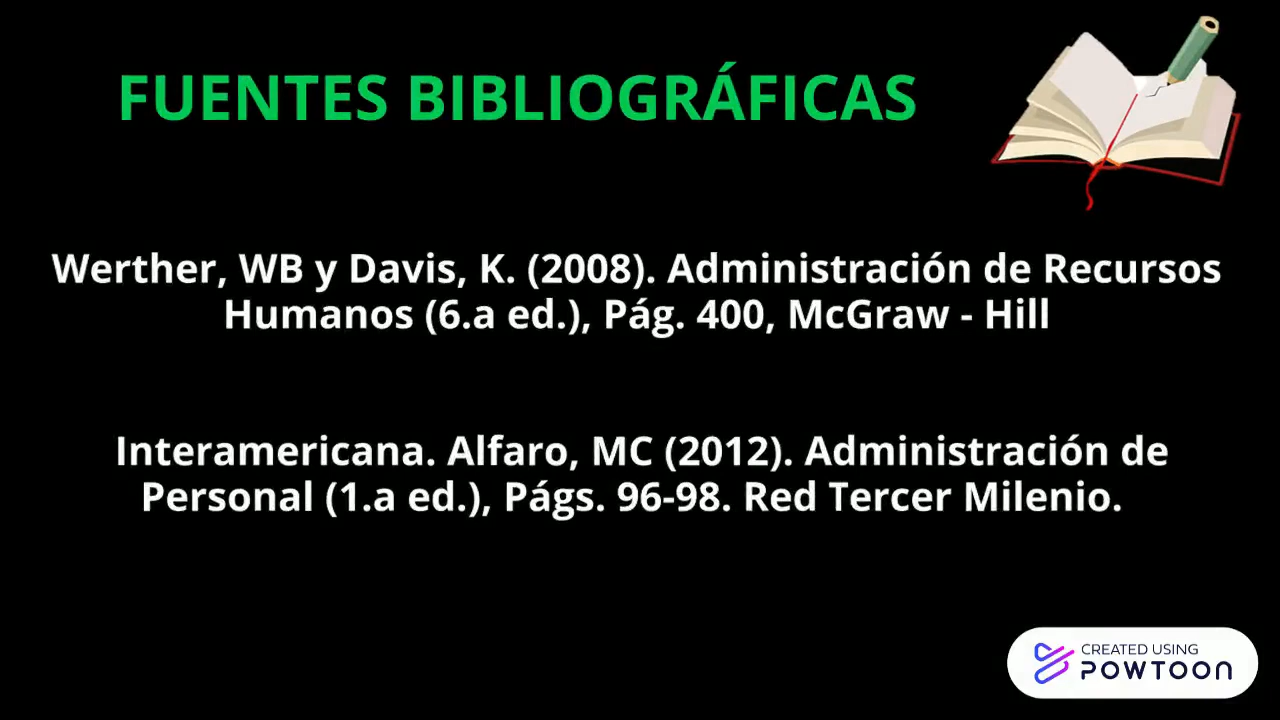 FUENTES BIBLIOGRÁFICAS
Werther, WB y Davis, K. (2008). Administración de Recursos
Humanos (6.a ed.), Pág. 400, McGraw - Hill
Interamericana. Alfaro, MC (2012). Administración de
Personal (1.a ed.), Págs. 96-98. Red Tercer Milenio.
CREATED USING
POWTOON